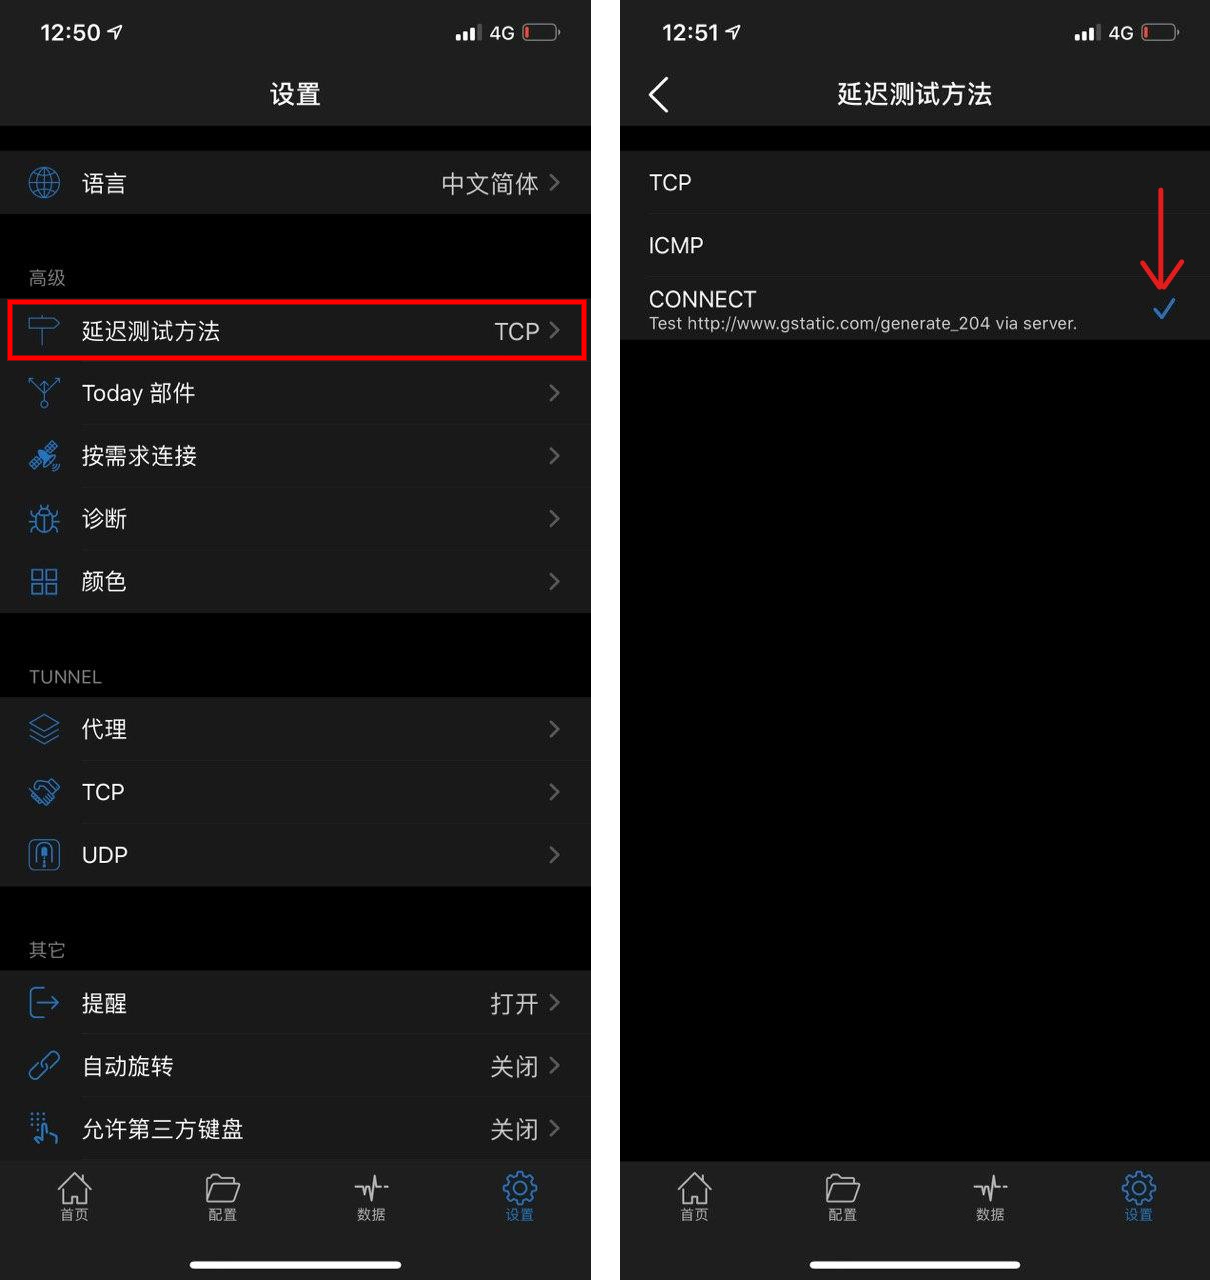 12:50
4G
设置
语言
中文简体
高级
延迟测试方法
TCP
Today 部件
按需求连接
诊断
颜色
TUNNEL
代理
TCP
UDP
其它
提醒
打开
自动旋转
关闭
允许第三方键盘
关闭
首页
配置
数据
设置
12:51
4G
延迟测试方法
TCP
ICMP
CONNECT
Test http://www.gstatic.com/generate_204 via server.
首页
配置
数据
设置